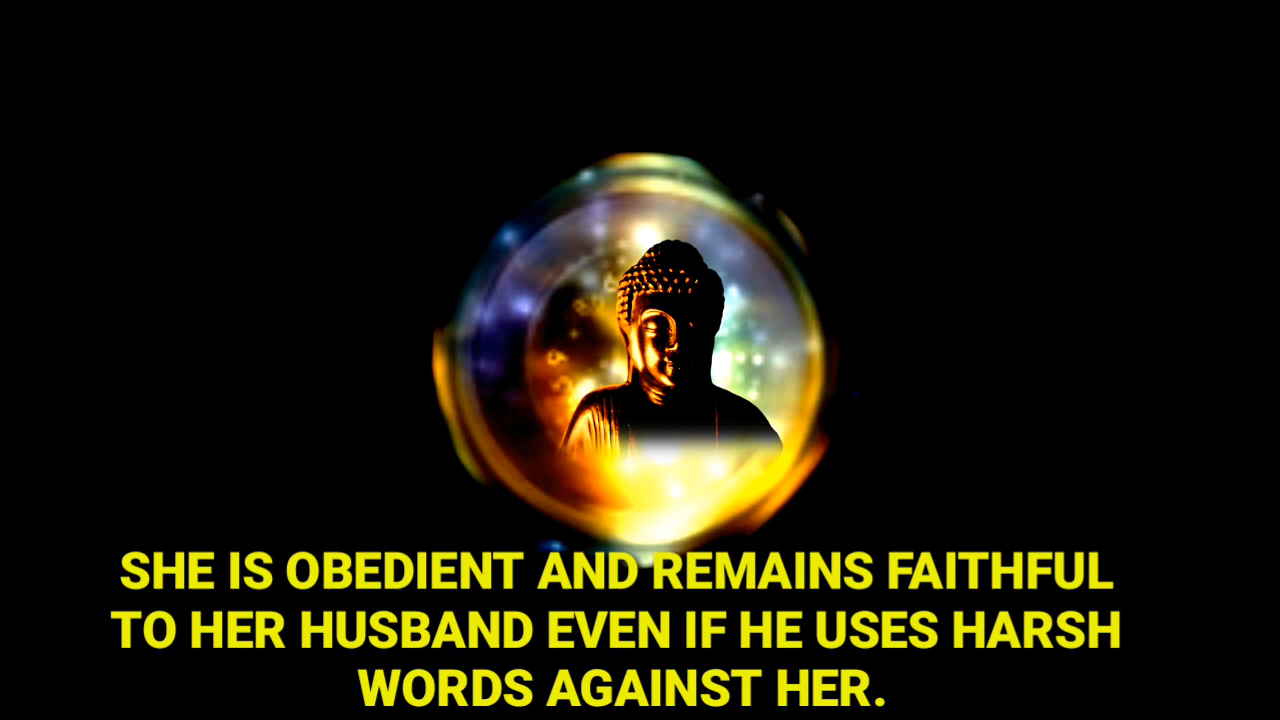 SHE IS OBEDIENT AND REMAINS FAITHFUL
TO HER HUSBAND EVEN IF HE USES HARSH
WORDS AGAINST HER.